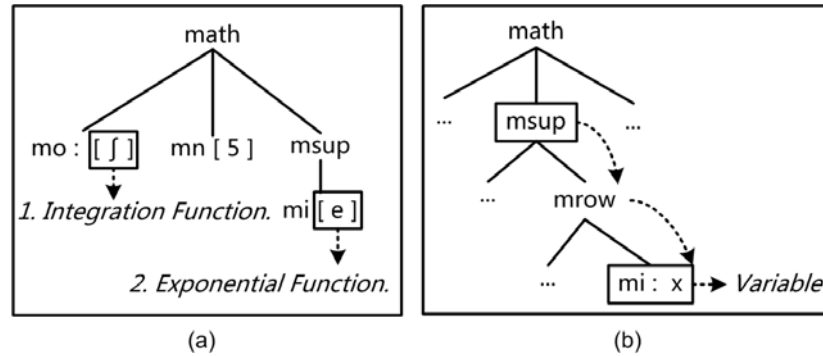 math
mo : [ ∫ ] mn [ 5 ] msup
1. Integration Function. mi [ e ]
2. Exponential Function.
(a)
math
... msup ...
... mrow
... mi : x Variable
(b)